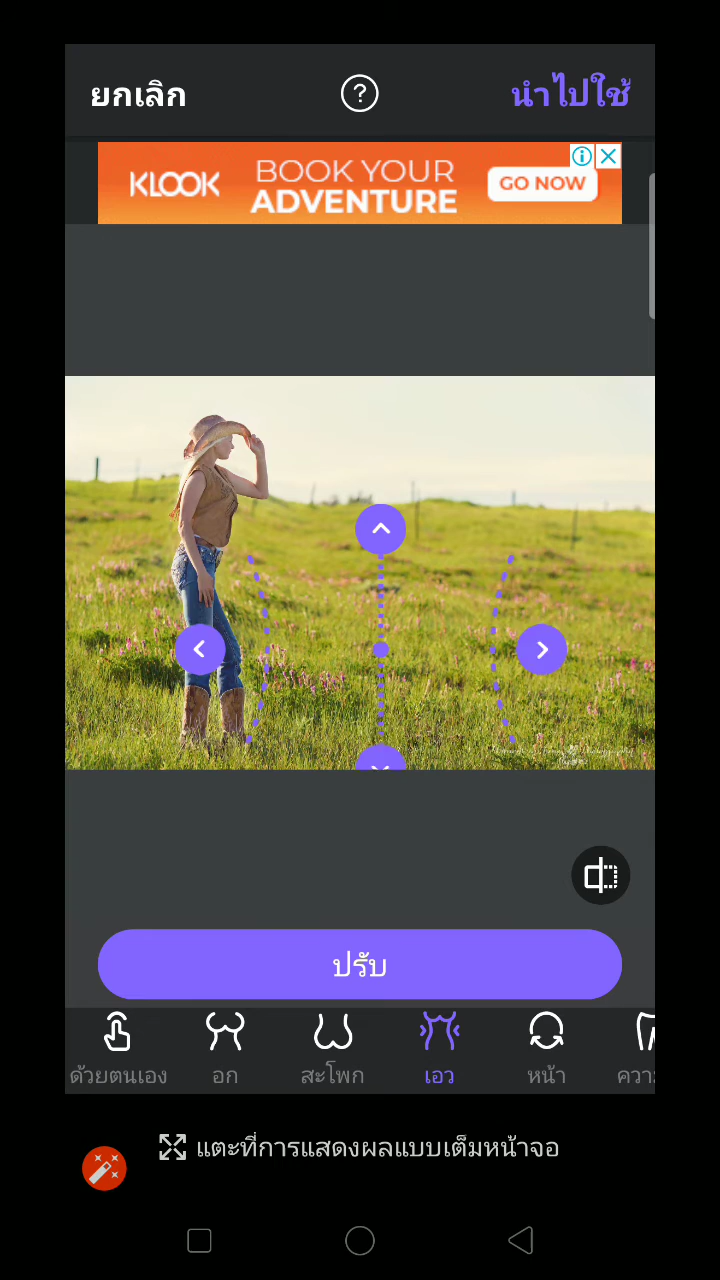 ยกเลิก
?
นำไปใช้
KLOOK
BOOK YOUR
ADVENTURE
GO NOW
ปรับ
ด้วยตนเอง
อก
สะโพก
เอว
หน้า
แตะที่การแสดงผลแบบเต็มหน้าจอ